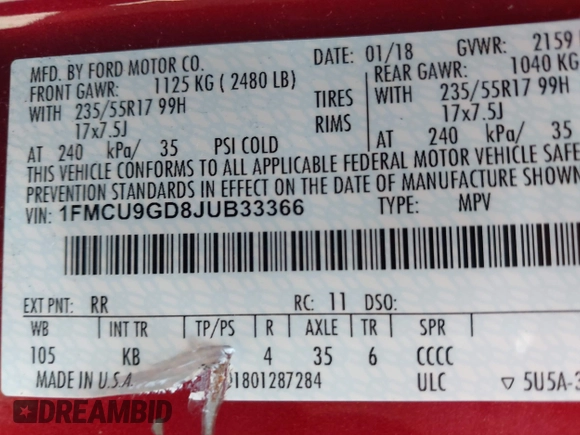 MFD. BY FORD MOTOR CO.
DATE: 01/18
GVWR: 2159
FRONT GAWR: 1125 KG ( 2480 LB)
REAR GAWR: 1040 KG
WITH 235/55R17 99H
TIRES
WITH 235/55R17 99H
17x7.5J
RIMS
17x7.5J
AT 240 kPa/ 35 PSI COLD
AT 240 kPa/ 35
THIS VEHICLE CONFORMS TO ALL APPLICABLE FEDERAL MOTOR VEHICLE SAFE
PREVENTION STANDARDS IN EFFECT ON THE DATE OF MANUFACTURE SHOWN
VIN: 1FMCU9GD8JUB33366
TYPE: MPV
EXT PNT: RR
RC: 11 DSO:
WB INT TR TP/PS R AXLE TR SPR
105 KB 4 35 6 CCCC
MADE IN U.S.A.
1801287284
ULC
▽ 5U5A-3
DREAMBID